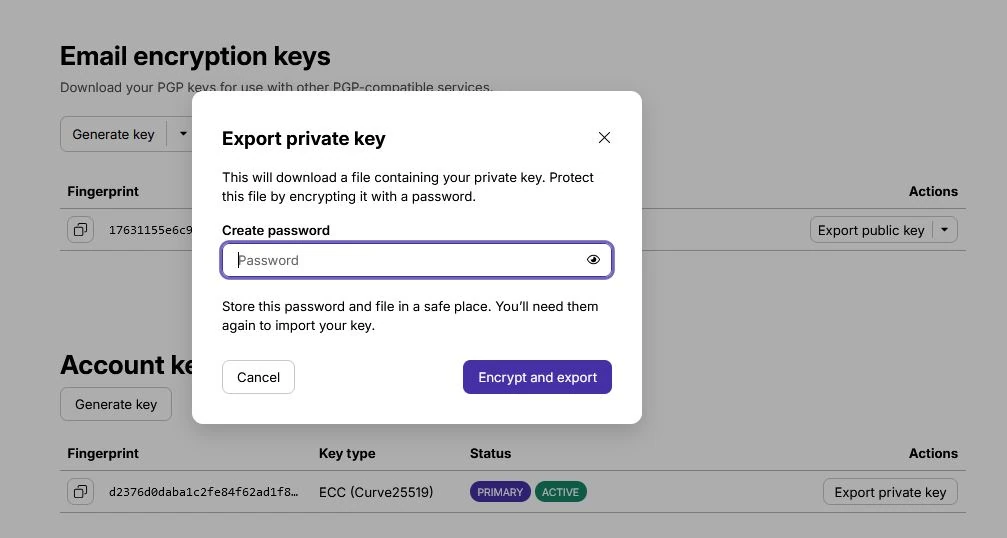 Email encryption keys
Download your PGP keys for use with other PGP-compatible services.
Generate key
Export private key
This will download a file containing your private key. Protect
this file by encrypting it with a password.
Fingerprint
Actions
17631155e6c9
Export public key
Create password
Password
Store this password and file in a safe place. You'll need them
again to import your key.
Cancel
Encrypt and export
Account ke
Generate key
Fingerprint
Key type
Status
Actions
d2376d0daba1c2fe84f62ad1f8…
ECC (Curve25519)
PRIMARY
ACTIVE
Export private key